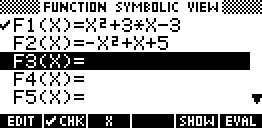 FUNCTION SYMBOLIC VIEW
✓F1(X)=X²+3*X-3
F2(X)=-X²+X+5
F3(X)=
F4(X)=
F5(X)=
EDIT ✓CHK X SHOW EVAL